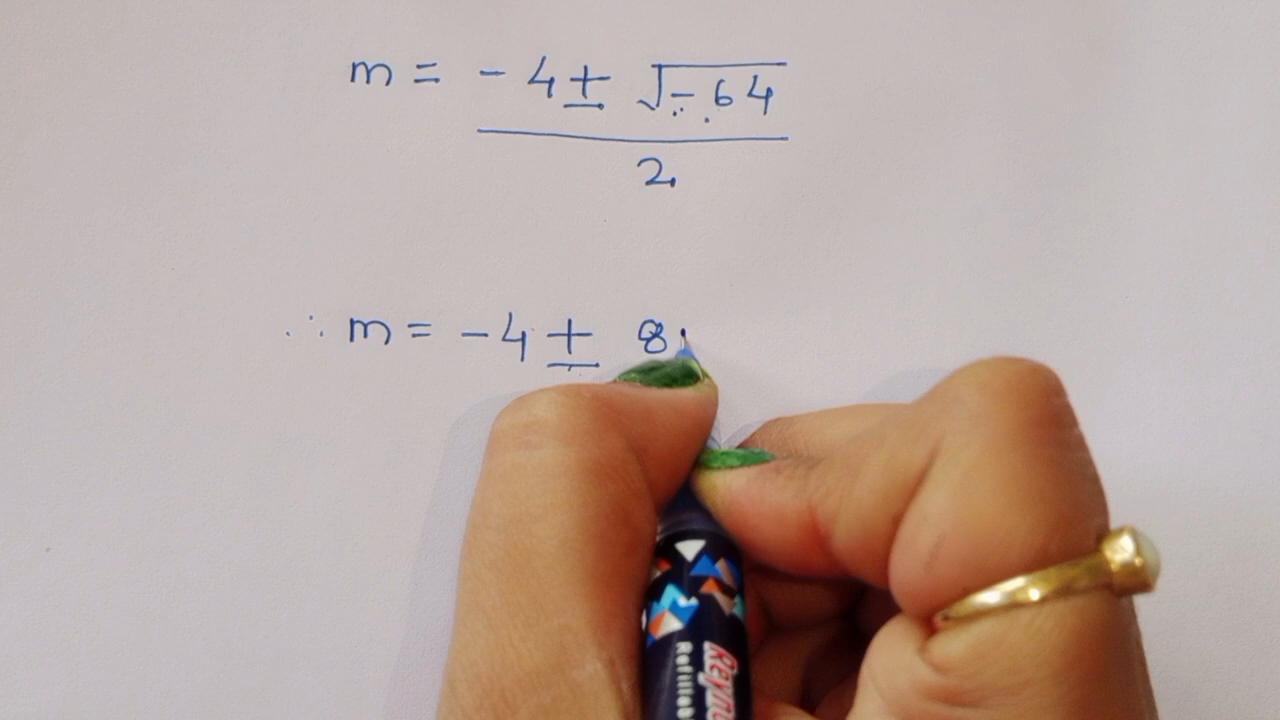 m = -4 ± √-64
2
∴ m = -4 ± 8